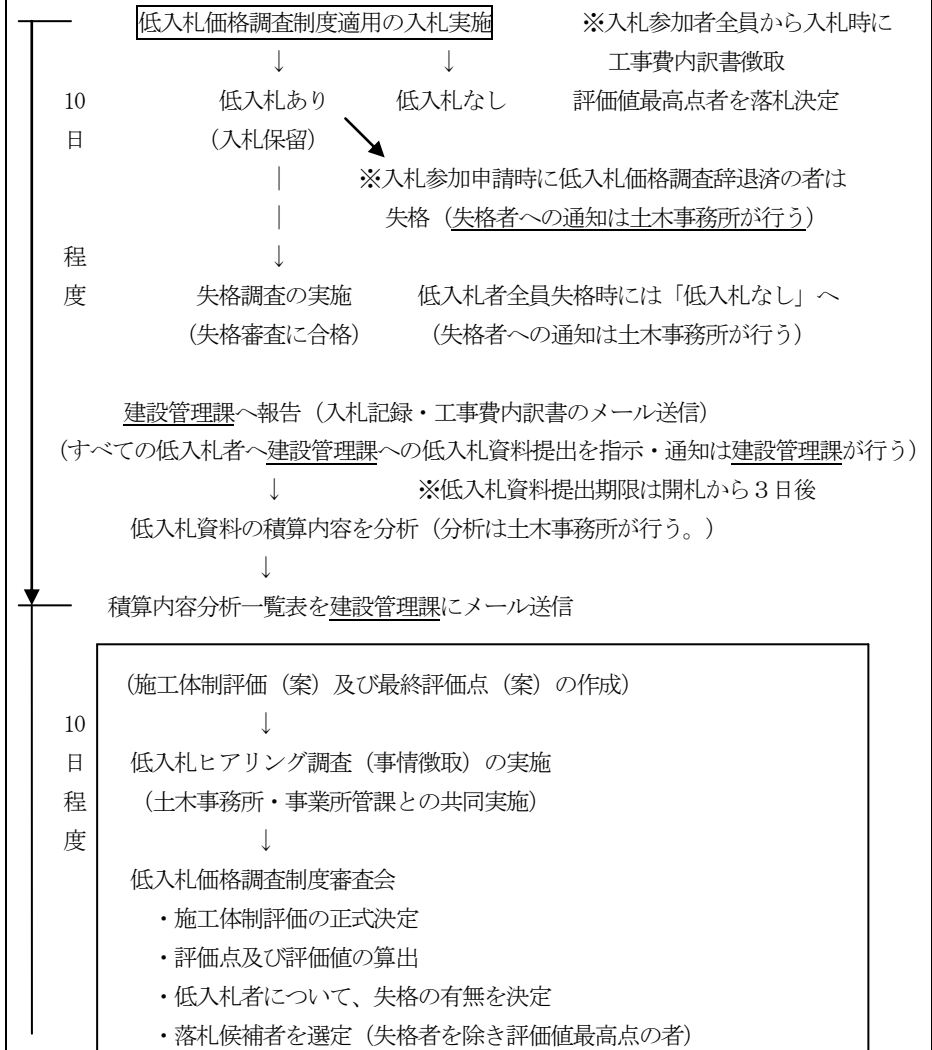 低入札価格調査制度適用の入札実施 ※入札参加者全員から入札時に
↓ ↓ 工事費内訳書徴取
10 低入札あり 低入札なし 評価値最高点者を落札決定
日 (入札保留)
｜ ※入札参加申請時に低入札価格調査辞退済の者は
｜ 失格（失格者への通知は土木事務所が行う）
程 ↓
度 失格調査の実施 低入札者全員失格時には「低入札なし」へ
(失格審査に合格） （失格者への通知は土木事務所が行う）
建設管理課へ報告（入札記録・工事費内訳書のメール送信）
(すべての低入札者へ建設管理課への低入札資料提出を指示・通知は建設管理課が行う）
↓ ※低入札資料提出期限は開札から３日後
低入札資料の積算内容を分析（分析は土木事務所が行う。）
↓
積算内容分析一覧表を建設管理課にメール送信
(施工体制評価（案）及び最終評価点（案）の作成）
10 ↓
日 低入札ヒアリング調査（事情徴取）の実施
程 （土木事務所・事業所管課との共同実施）
度 ↓
低入札価格調査制度審査会
・施工体制評価の正式決定
・評価点及び評価値の算出
・低入札者について、失格の有無を決定
・落札候補者を選定（失格者を除き評価値最高点の者）